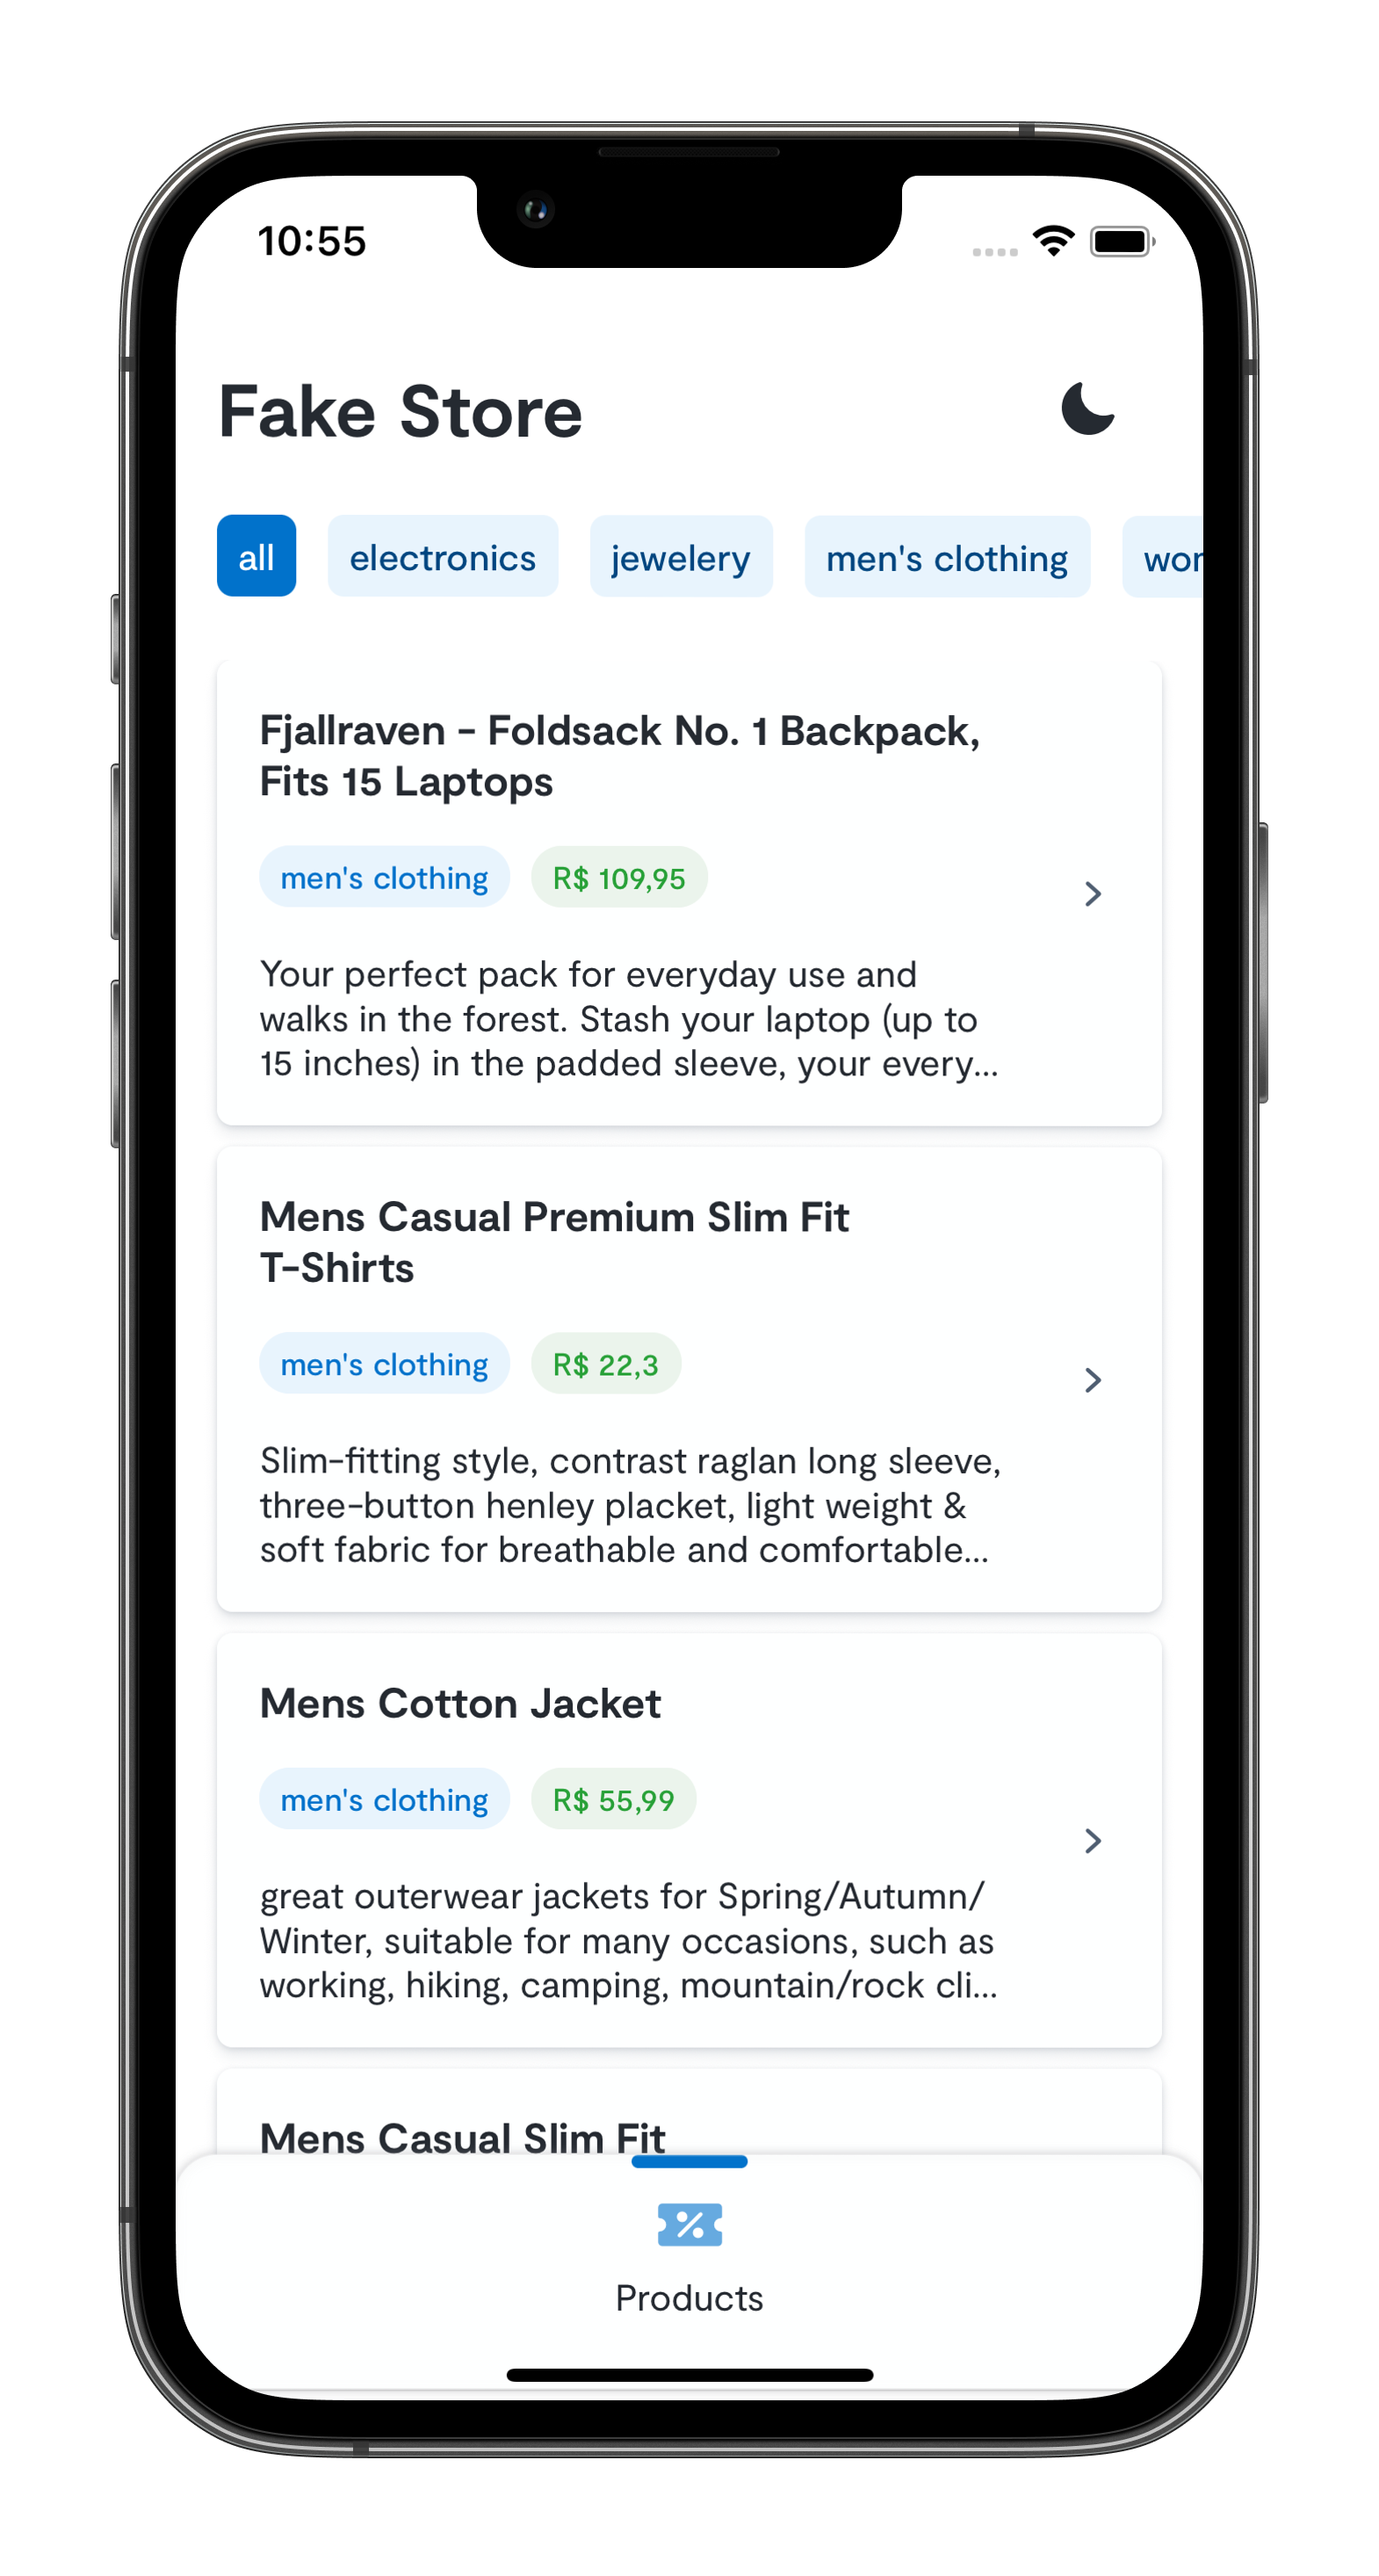 10:55
Fake Store
all
electronics
jewelery
men's clothing
wor
Fjallraven - Foldsack No. 1 Backpack,
Fits 15 Laptops
men's clothing
R$ 109,95
Your perfect pack for everyday use and
walks in the forest. Stash your laptop (up to
15 inches) in the padded sleeve, your every...
Mens Casual Premium Slim Fit
T-Shirts
men's clothing
R$ 22,3
Slim-fitting style, contrast raglan long sleeve,
three-button henley placket, light weight &
soft fabric for breathable and comfortable...
Mens Cotton Jacket
men's clothing
R$ 55,99
great outerwear jackets for Spring/Autumn/
Winter, suitable for many occasions, such as
working, hiking, camping, mountain/rock cli...
Mens Casual Slim Fit
Products